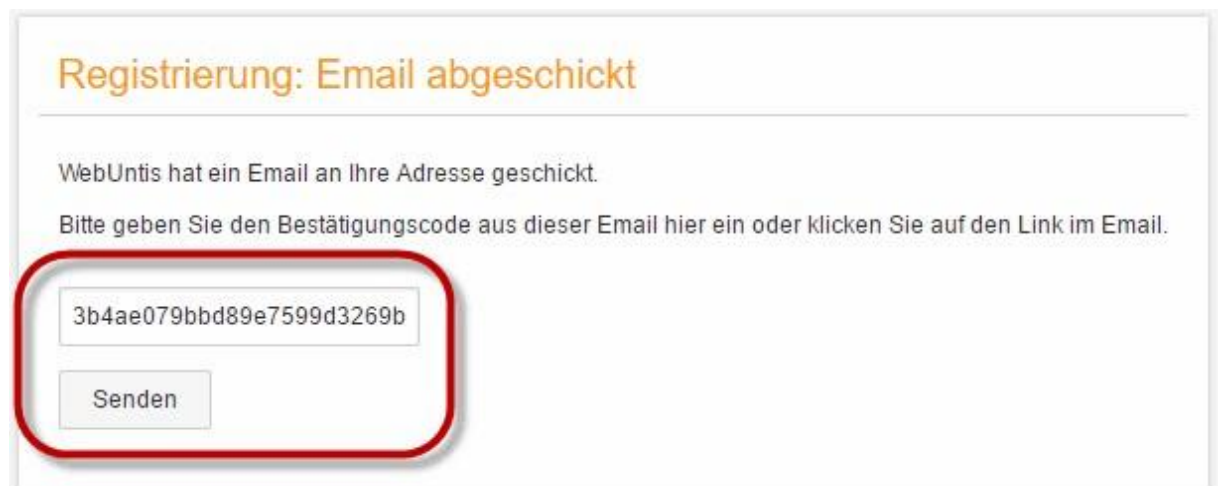 Registrierung: Email abgeschickt
WebUntis hat ein Email an Ihre Adresse geschickt.
Bitte geben Sie den Bestätigungscode aus dieser Email hier ein oder klicken Sie auf den Link im Email.
3b4ae079bbd89e7599d3269b
Senden